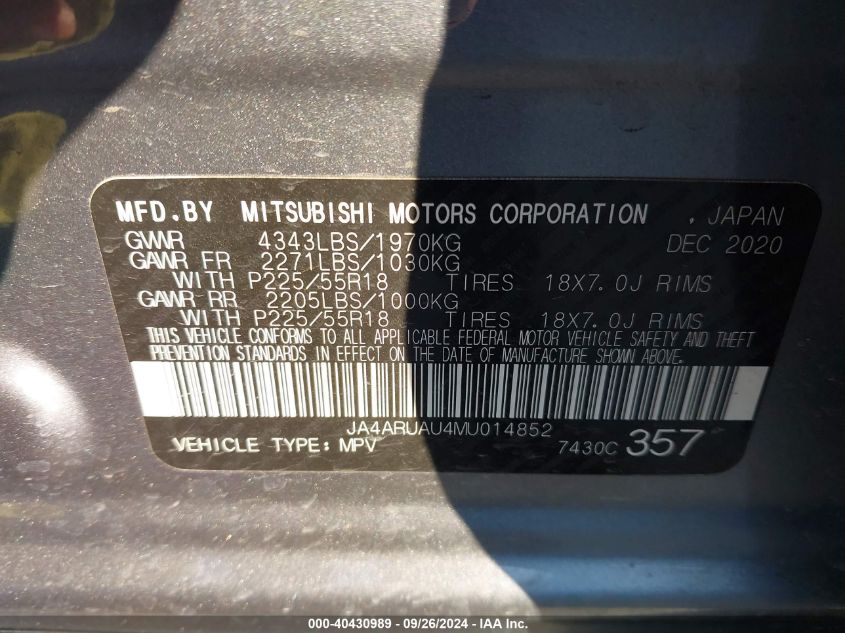 MFD.BY MITSUBISHI MOTORS CORPORATION . JAPAN
GVWR 4343LBS/1970KG DEC 2020
GAWR FR 2271LBS/1030KG
WITH P225/55R18 TIRES 18X7.0J RIMS
GAWR RR 2205LBS/1000KG
WITH P225/55R18 TIRES 18X7.0J RIMS
THIS VEHICLE CONFORMS TO ALL APPLICABLE FEDERAL MOTOR VEHICLE SAFETY AND THEFT
PREVENTION STANDARDS IN EFFECT ON THE DATE OF MANUFACTURE SHOWN ABOVE.
JA4ARUAU4MU014852
VEHICLE TYPE: MPV 7430C 357
000-40430989 - 09/26/2024 - IAA Inc.